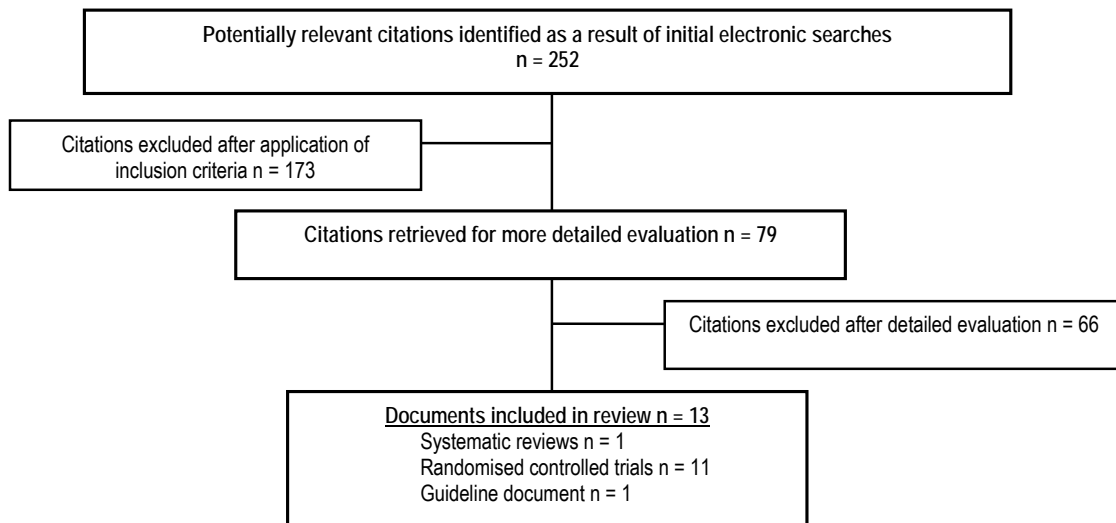 Potentially relevant citations identified as a result of initial electronic searches
n = 252
Citations excluded after application of
inclusion criteria n = 173
Citations retrieved for more detailed evaluation n = 79
Citations excluded after detailed evaluation n = 66
Documents included in review n = 13
Systematic reviews n = 1
Randomised controlled trials n = 11
Guideline document n = 1